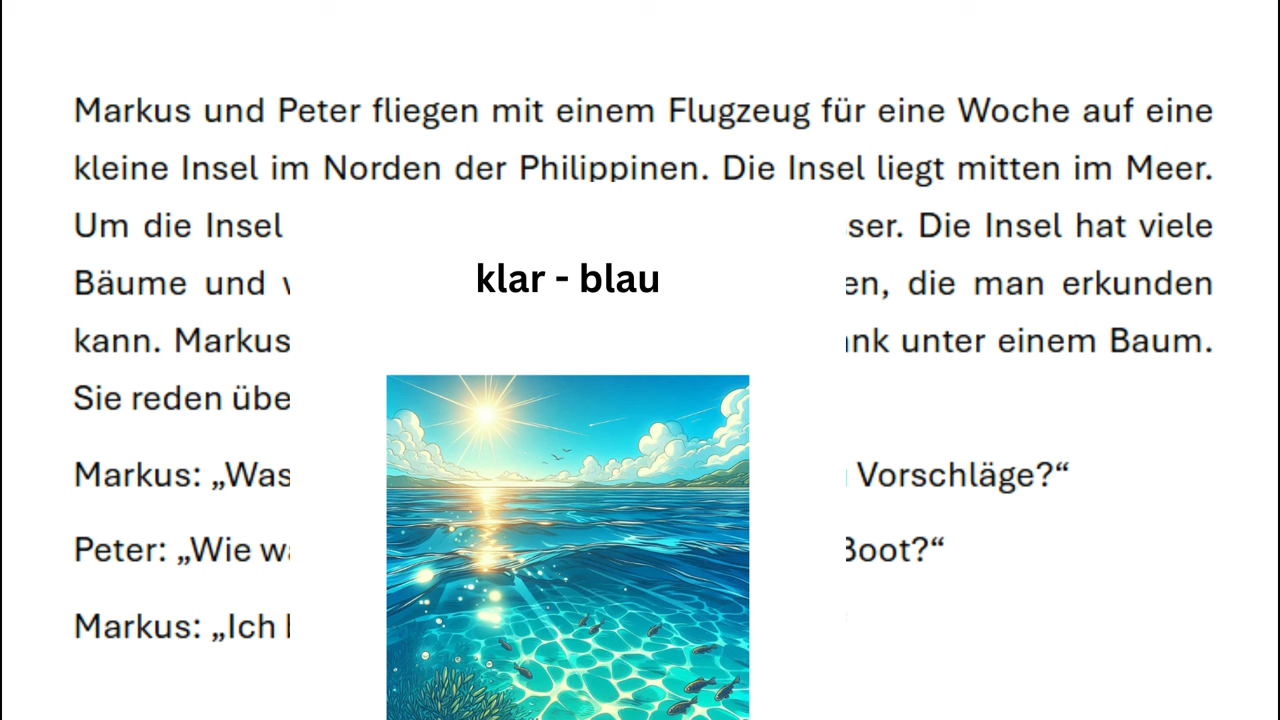 Markus und Peter fliegen mit einem Flugzeug für eine Woche auf eine
kleine Insel im Norden der Philippinen. Die Insel liegt mitten im Meer.
Um die Insel ser. Die Insel hat viele
Bäume und en, die man erkunden
kann. Markus unter einem Baum.
Sie reden übe
klar - blau
Markus: „Was Vorschläge?“
Peter: „Wie Boot?“
Markus: „Ich